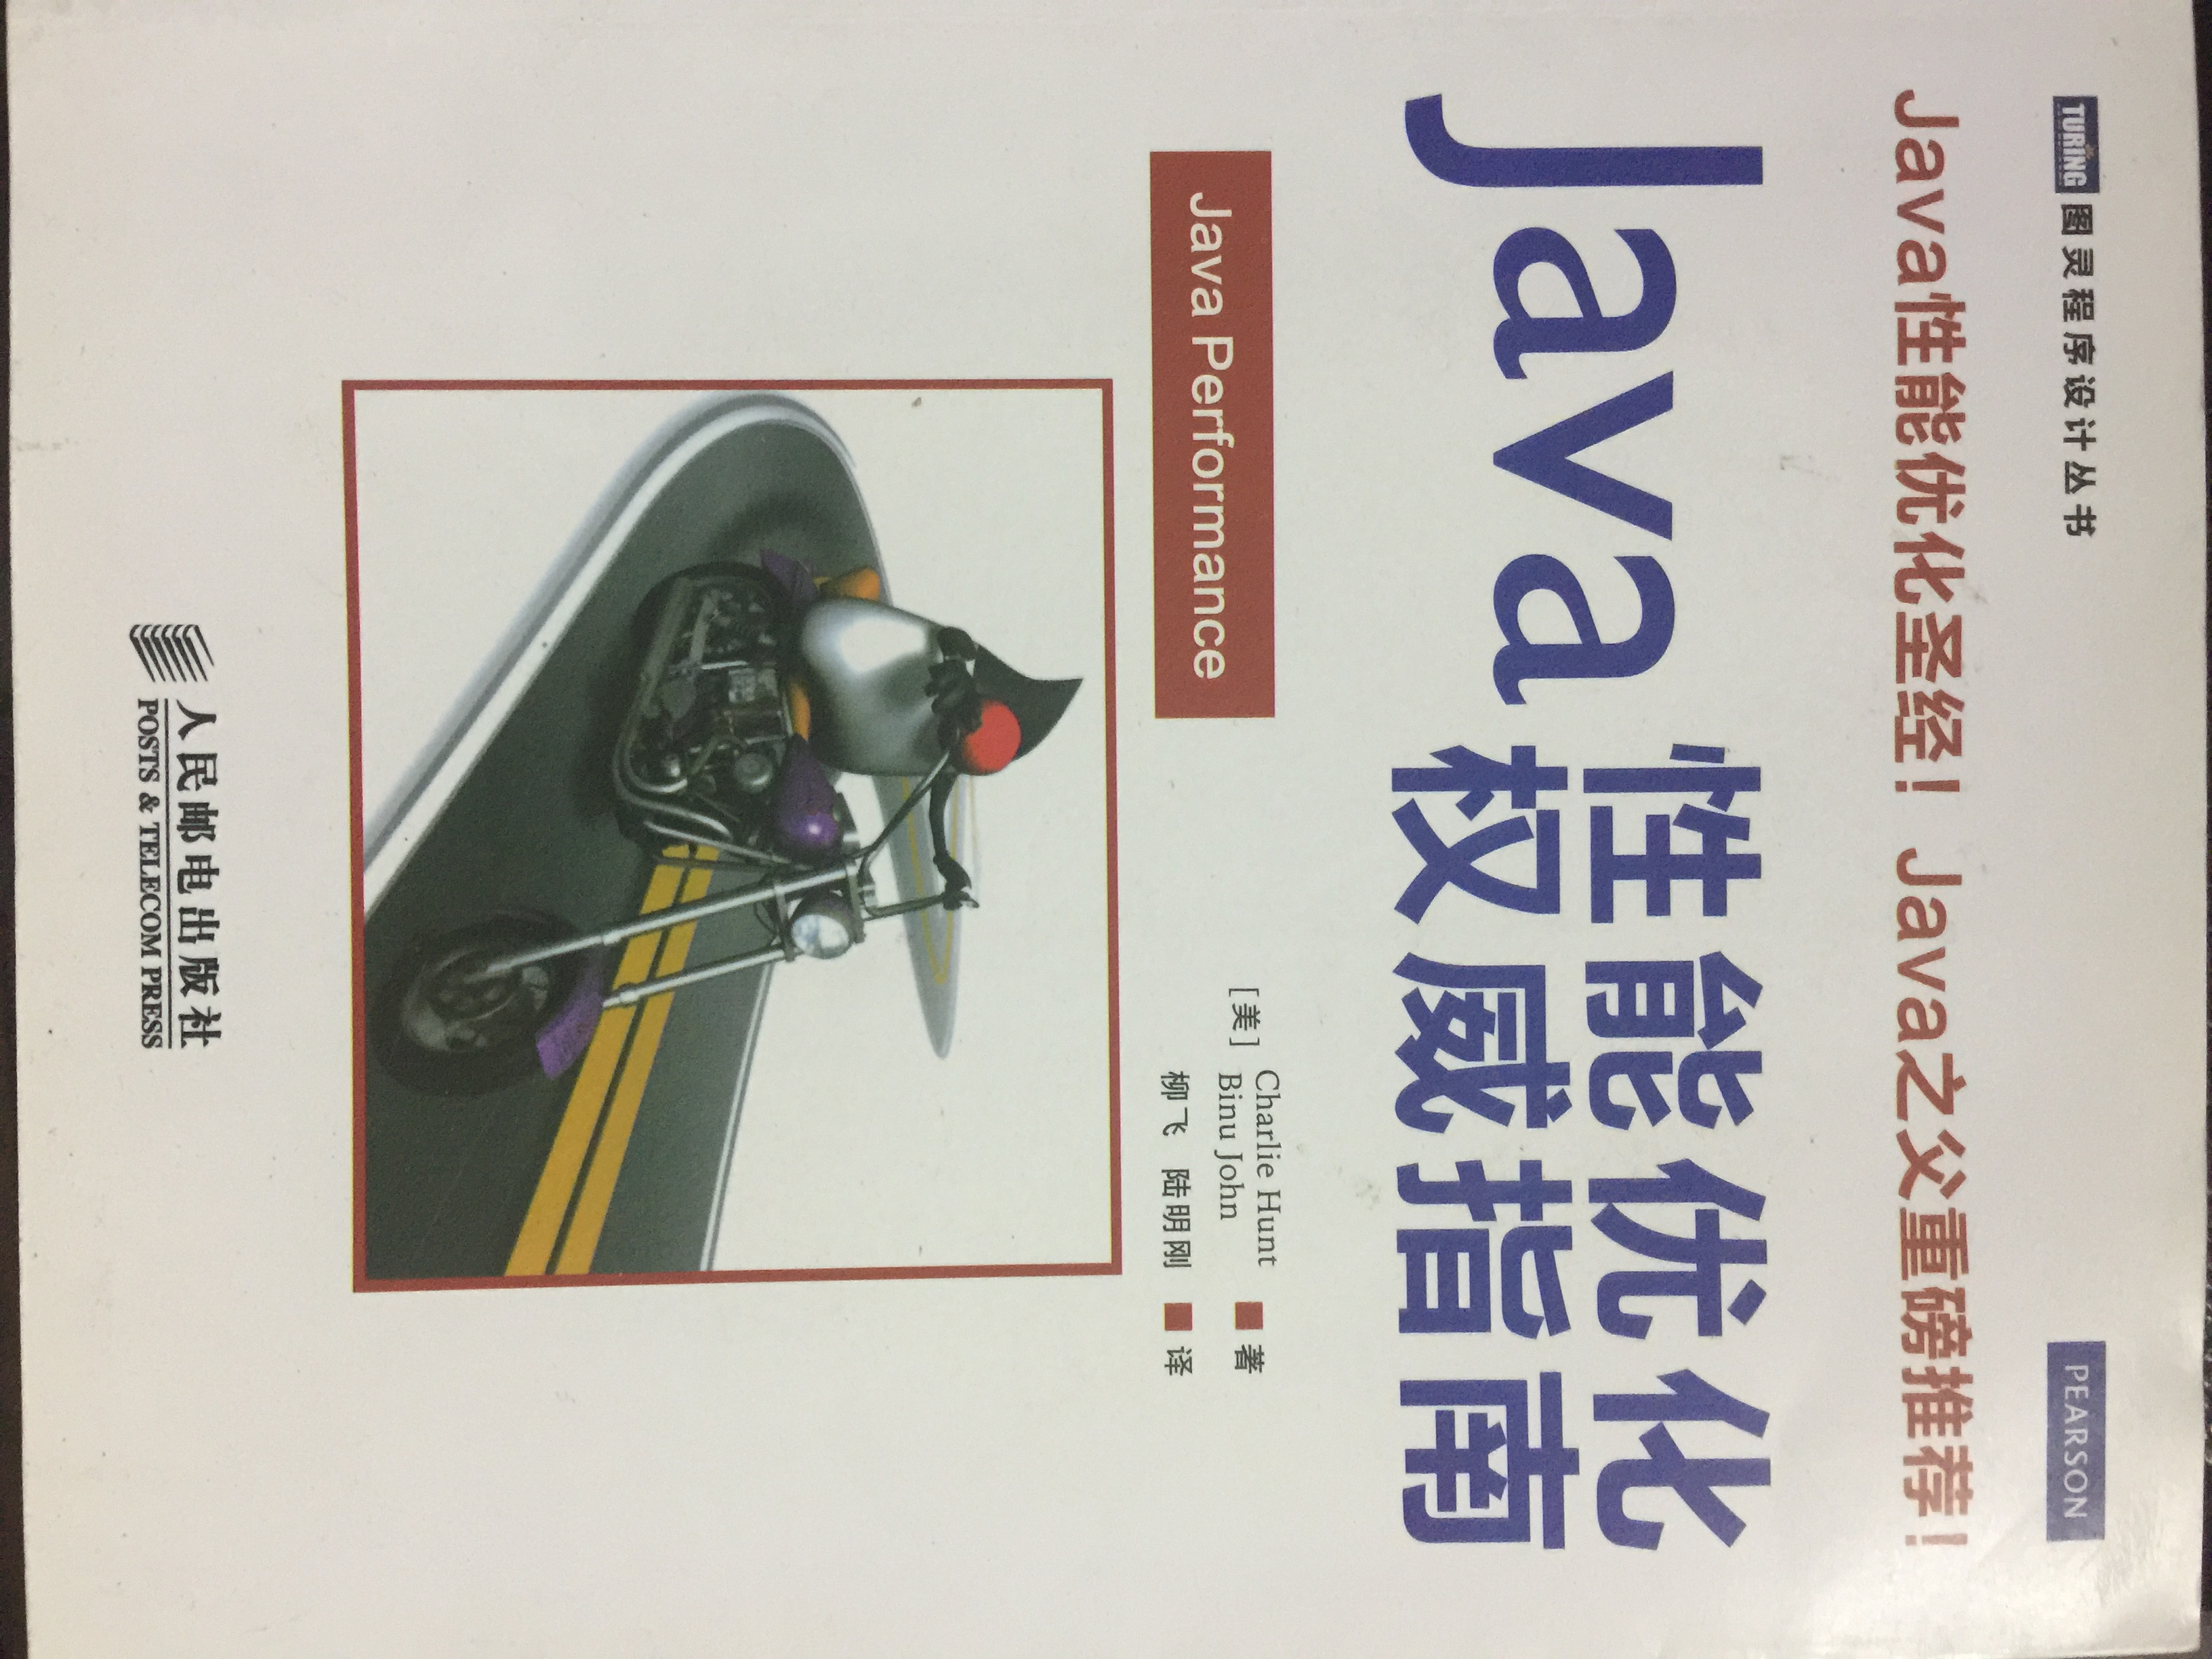 TURING 图灵程序设计丛书
PEARSON
Java性能优化圣经！Java之父重磅推荐！
Java性能优化
权威指南
Java Performance
[美] Charlie Hunt
Binu John 著
柳飞 陆明刚 译
人民邮电出版社
POSTS & TELECOM PRESS